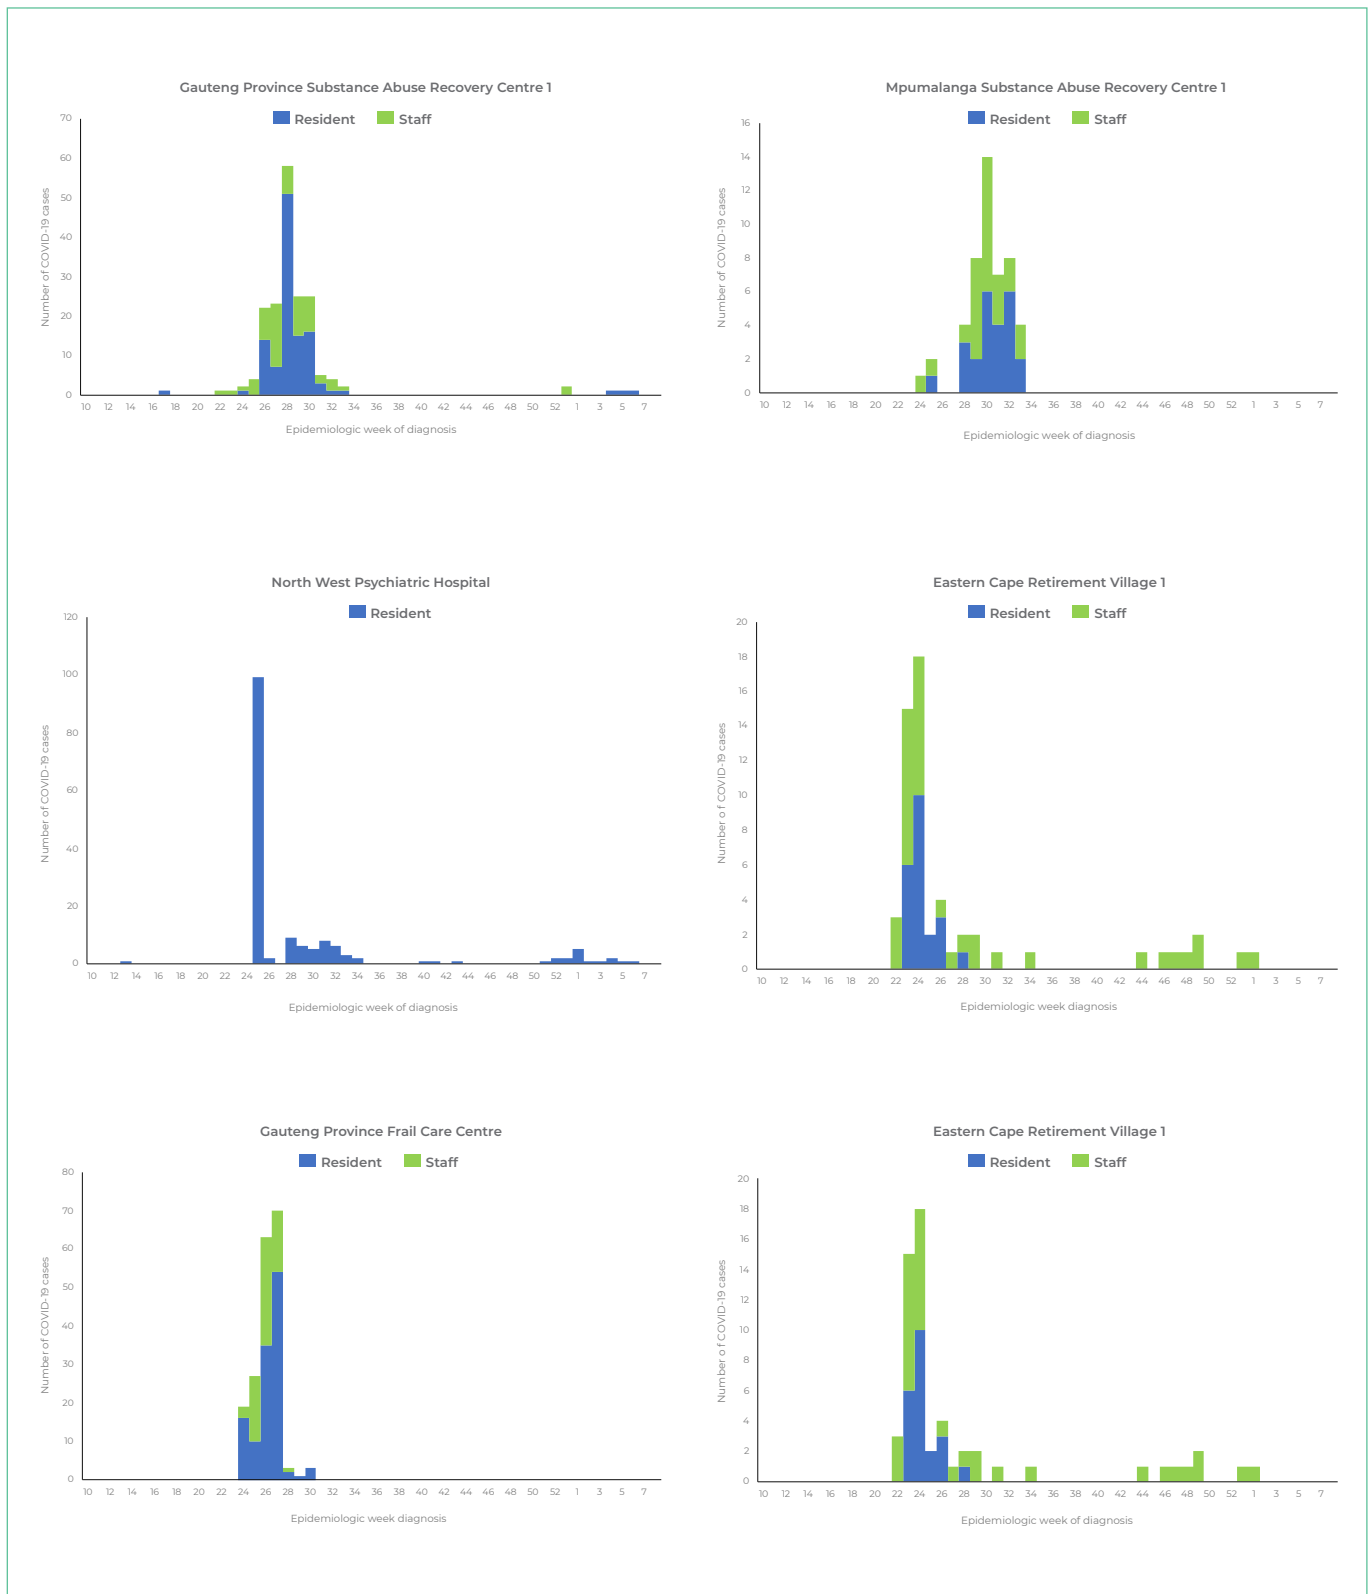 Gauteng Province Substance Abuse Recovery Centre 1
Resident Staff
Number of COVID-19 cases
70
60
50
40
30
20
10
0
10 12 14 16 18 20 22 24 26 28 30 32 34 36 38 40 42 44 46 48 50 52 1 3 5 7
Epidemiologic week of diagnosis
Mpumalanga Substance Abuse Recovery Centre 1
Resident Staff
Number of COVID-19 cases
16
14
12
10
8
6
4
2
0
10 12 14 16 18 20 22 24 26 28 30 32 34 36 38 40 42 44 46 48 50 52 1 3 5 7
Epidemiologic week of diagnosis
North West Psychiatric Hospital
Resident
Number of COVID-19 cases
120
100
80
60
40
20
0
10 12 14 16 18 20 22 24 26 28 30 32 34 36 38 40 42 44 46 48 50 52 1 3 5 7
Epidemiologic week of diagnosis
Eastern Cape Retirement Village 1
Resident Staff
Number of COVID-19 cases
20
18
16
14
12
10
8
6
4
2
0
10 12 14 16 18 20 22 24 26 28 30 32 34 36 38 40 42 44 46 48 50 52 1 3 5 7
Epidemiologic week diagnosis
Gauteng Province Frail Care Centre
Resident Staff
Number of COVID-19 cases
80
70
60
50
40
30
20
10
0
10 12 14 16 18 20 22 24 26 28 30 32 34 36 38 40 42 44 46 48 50 52 1 3 5 7
Epidemiologic week diagnosis
Eastern Cape Retirement Village 1
Resident Staff
Number of COVID-19 cases
20
18
16
14
12
10
8
6
4
2
0
10 12 14 16 18 20 22 24 26 28 30 32 34 36 38 40 42 44 46 48 50 52 1 3 5 7
Epidemiologic week of diagnosis